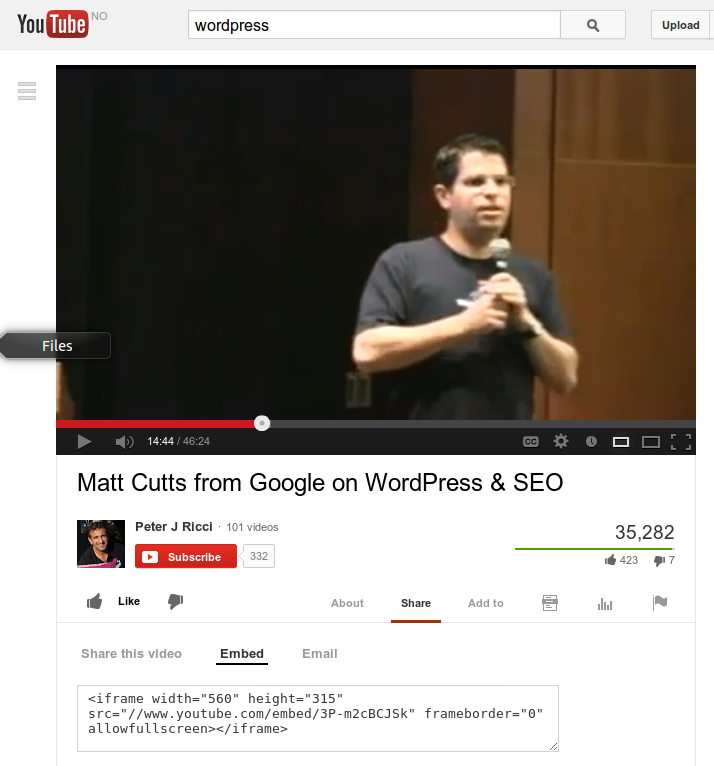 YouTube NO
wordpress
Upload
Files
14:44 / 46:24
CC
Matt Cutts from Google on WordPress & SEO
Peter J Ricci · 101 videos
Subscribe 332
35,282
423 7
Like
About Share Add to
Share this video Embed Email
<iframe width="560" height="315"
src="//www.youtube.com/embed/3P-m2cBCJSk" frameborder="0"
allowfullscreen></iframe>